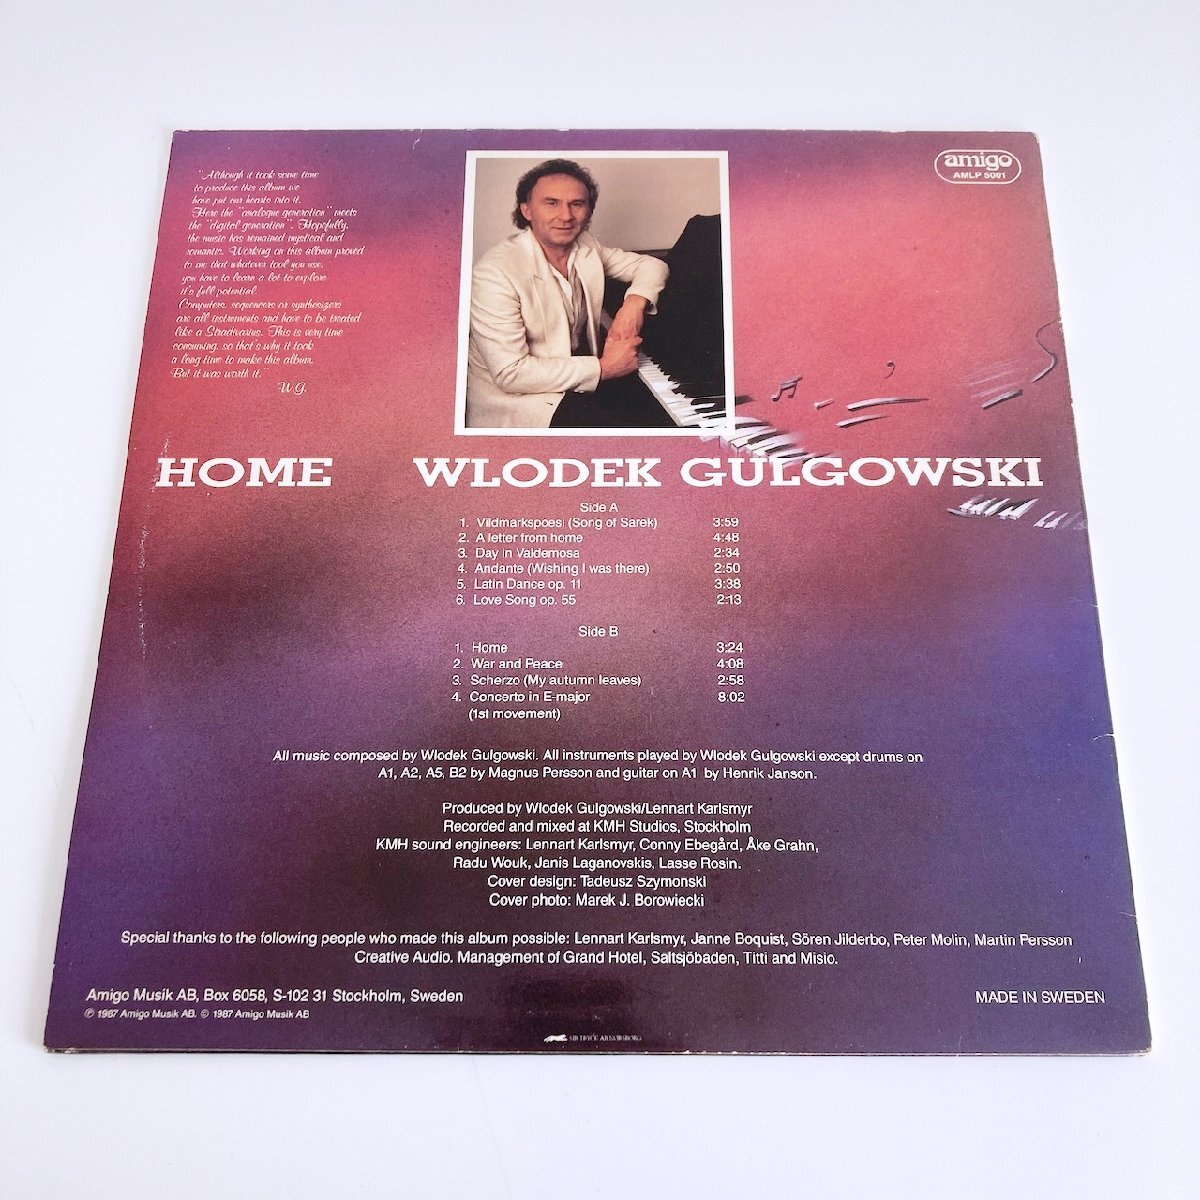 "Although it took some time
to produce this album we
have put our hearts into it.
Here the "analogue generation" meets
the "digital generation". Hopefully,
the music has remained mystical and
romantic. Working on this album proved
to me that whatever tool you use,
you have to learn a lot to explore
it's full potential.
Computers, sequencers or synthesizers
are all instruments and have to be treated
like a Stradivarius. This is very time
consuming, so that's why it took
a long time to make this album.
But it was worth it."
W.G.
amigo
AMLP 5001
HOME WLODEK GULGOWSKI
Side A
1. Vildmarkspoesi (Song of Sarek) 3:59
2. A letter from home 4:48
3. Day in Valdemosa 2:34
4. Andante (Wishing I was there) 2:50
5. Latin Dance op. 11 3:38
6. Love Song op. 55 2:13
Side B
1. Home 3:24
2. War and Peace 4:08
3. Scherzo (My autumn leaves) 2:58
4. Concerto in E-major 8:02
(1st movement)
All music composed by Wlodek Gulgowski. All instruments played by Wlodek Gulgowski except drums on
A1, A2, A5, B2 by Magnus Persson and guitar on A1 by Henrik Janson.
Produced by Wlodek Gulgowski/Lennart Karlsmyr
Recorded and mixed at KMH Studios, Stockholm
KMH sound engineers: Lennart Karlsmyr, Conny Ebegård, Åke Grahn,
Radu Wouk, Janis Laganovskis, Lasse Rosin.
Cover design: Tadeusz Szymonski
Cover photo: Marek J. Borowiecki
Special thanks to the following people who made this album possible: Lennart Karlsmyr, Janne Boquist, Sören Jilderbo, Peter Molin, Martin Persson
Creative Audio. Management of Grand Hotel, Saltsjöbaden, Titti and Misio.
Amigo Musik AB, Box 6058, S-102 31 Stockholm, Sweden
MADE IN SWEDEN
℗ 1987 Amigo Musik AB. © 1987 Amigo Musik AB